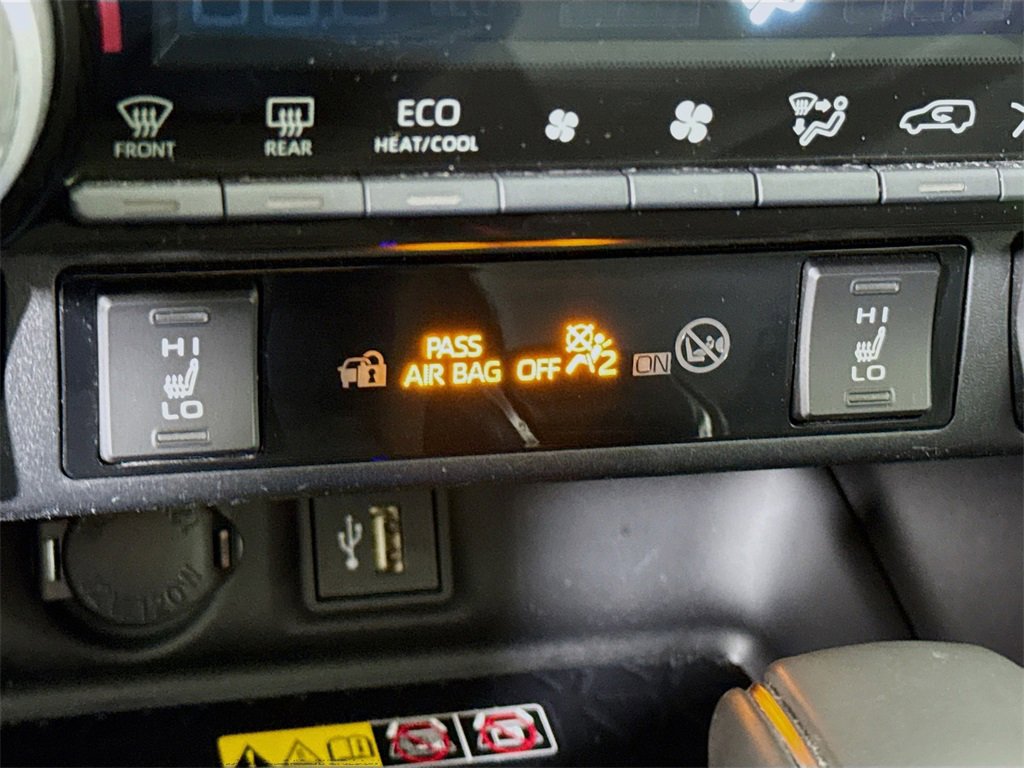 FRONT
REAR
ECO
HEAT/COOL
HI
LO
PASS
AIR BAG OFF 2
ON
HI
LO